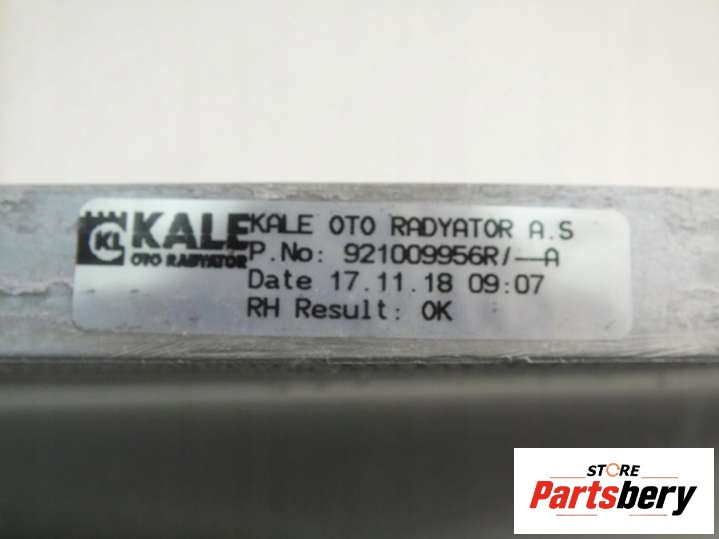 KL KALE
OTO RADYATOR
KALE OTO RADYATOR A.S
P.No: 921009956R/--A
Date 17.11.18 09:07
RH Result: OK
STORE
Partsbery